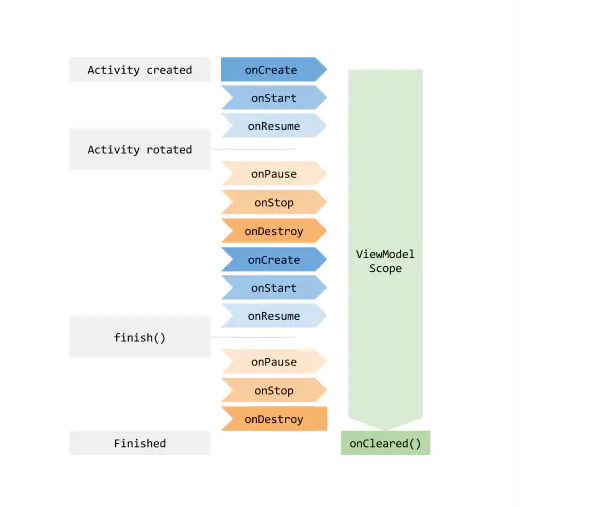 Activity created
onCreate
onStart
onResume
Activity rotated
onPause
onStop
onDestroy
onCreate
ViewModel
Scope
onStart
onResume
finish()
onPause
onStop
onDestroy
Finished
onCleared()